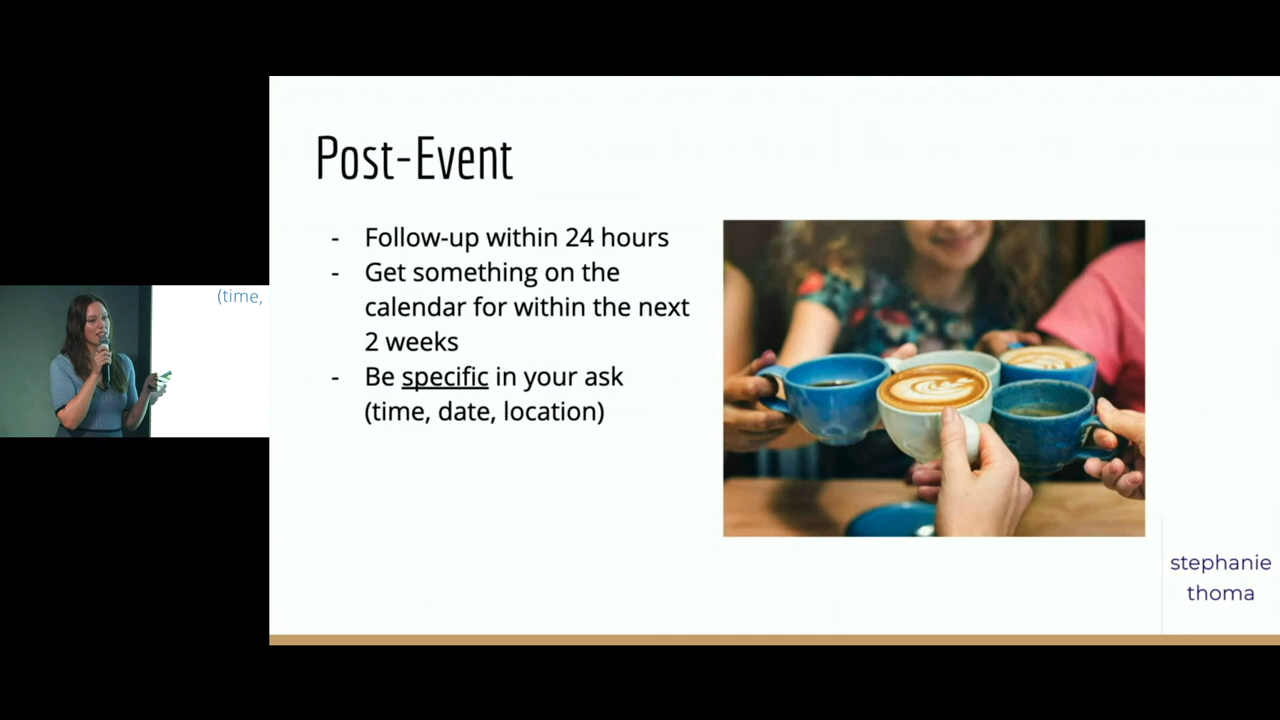 Post-Event
- Follow-up within 24 hours
- Get something on the
calendar for within the next
2 weeks
- Be specific in your ask
(time, date, location)
(time,
stephanie
thoma